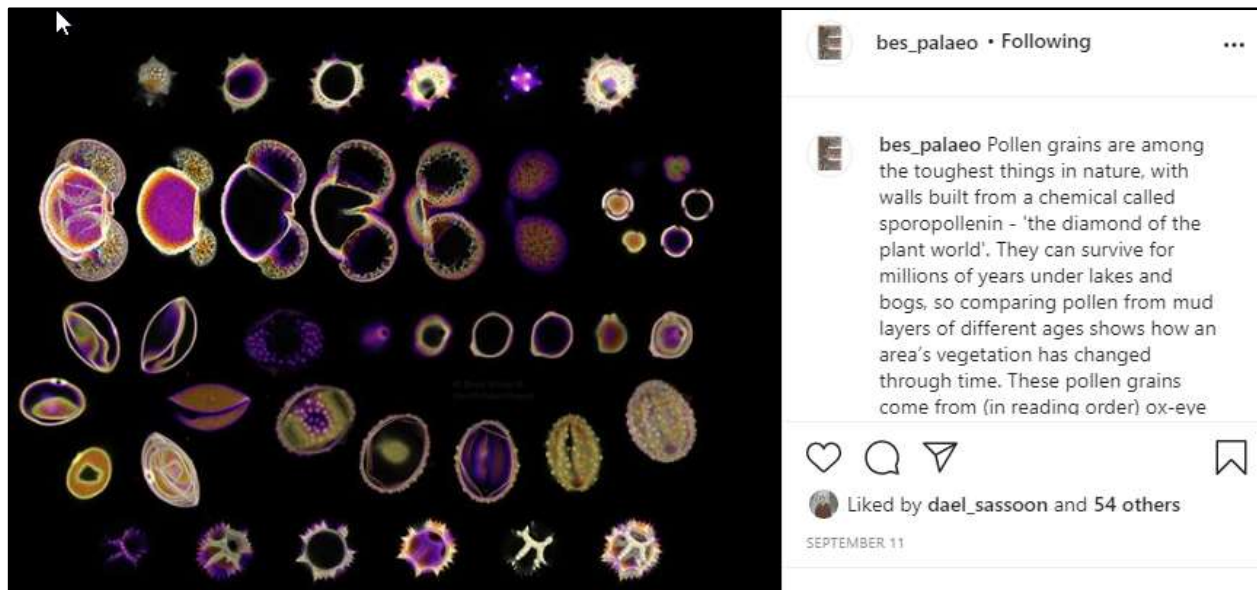 bes_palaeo • Following
bes_palaeo Pollen grains are among
the toughest things in nature, with
walls built from a chemical called
sporopollenin - 'the diamond of the
plant world'. They can survive for
millions of years under lakes and
bogs, so comparing pollen from mud
layers of different ages shows how an
area's vegetation has changed
through time. These pollen grains
come from (in reading order) ox-eye
Liked by dael_sassoon and 54 others
SEPTEMBER 11